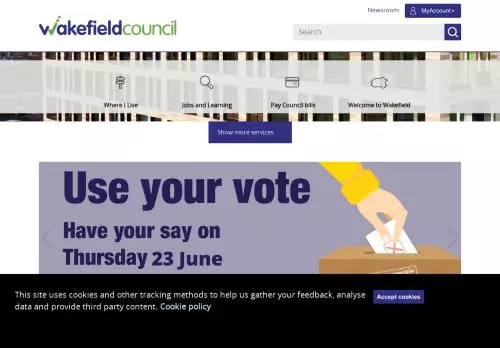 wakefieldcouncil
Newsroom
MyAccount
Search
Where I Live
Jobs and Learning
Pay Council bills
Welcome to Wakefield
Show more services
Use your vote
Have your say on
Thursday 23 June
This site uses cookies and other tracking methods to help us gather your feedback, analyse
data and provide third party content. Cookie policy
Accept cookies